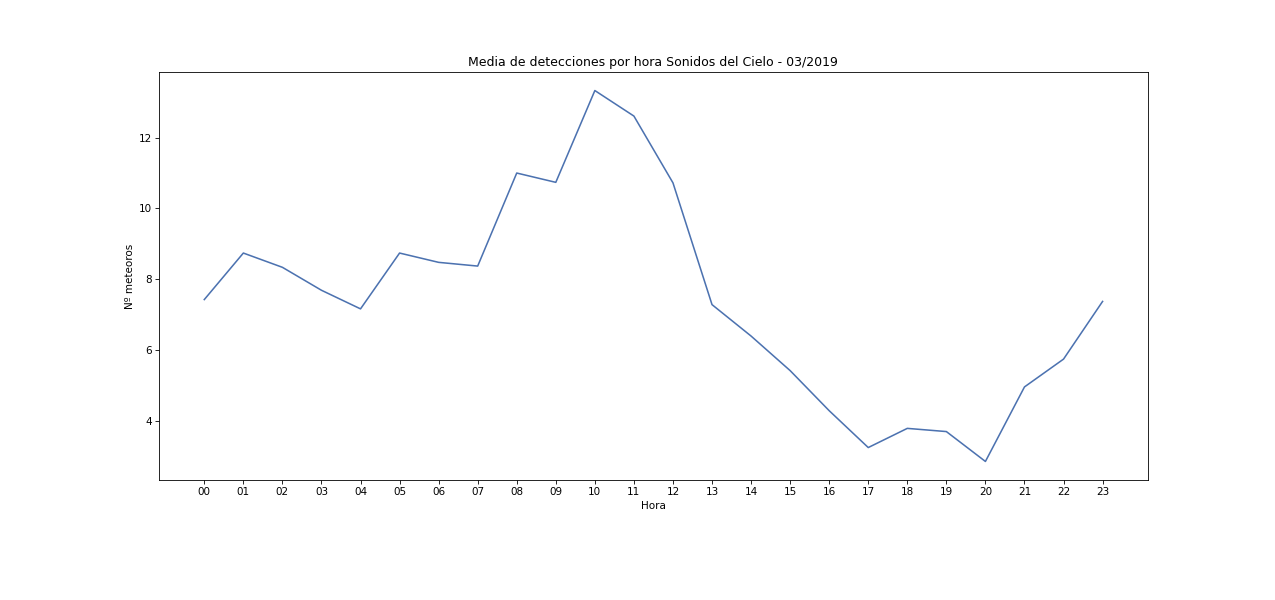 Media de detecciones por hora Sonidos del Cielo - 03/2019
Nº meteoros
12
10
8
6
4
00 01 02 03 04 05 06 07 08 09 10 11 12 13 14 15 16 17 18 19 20 21 22 23
Hora